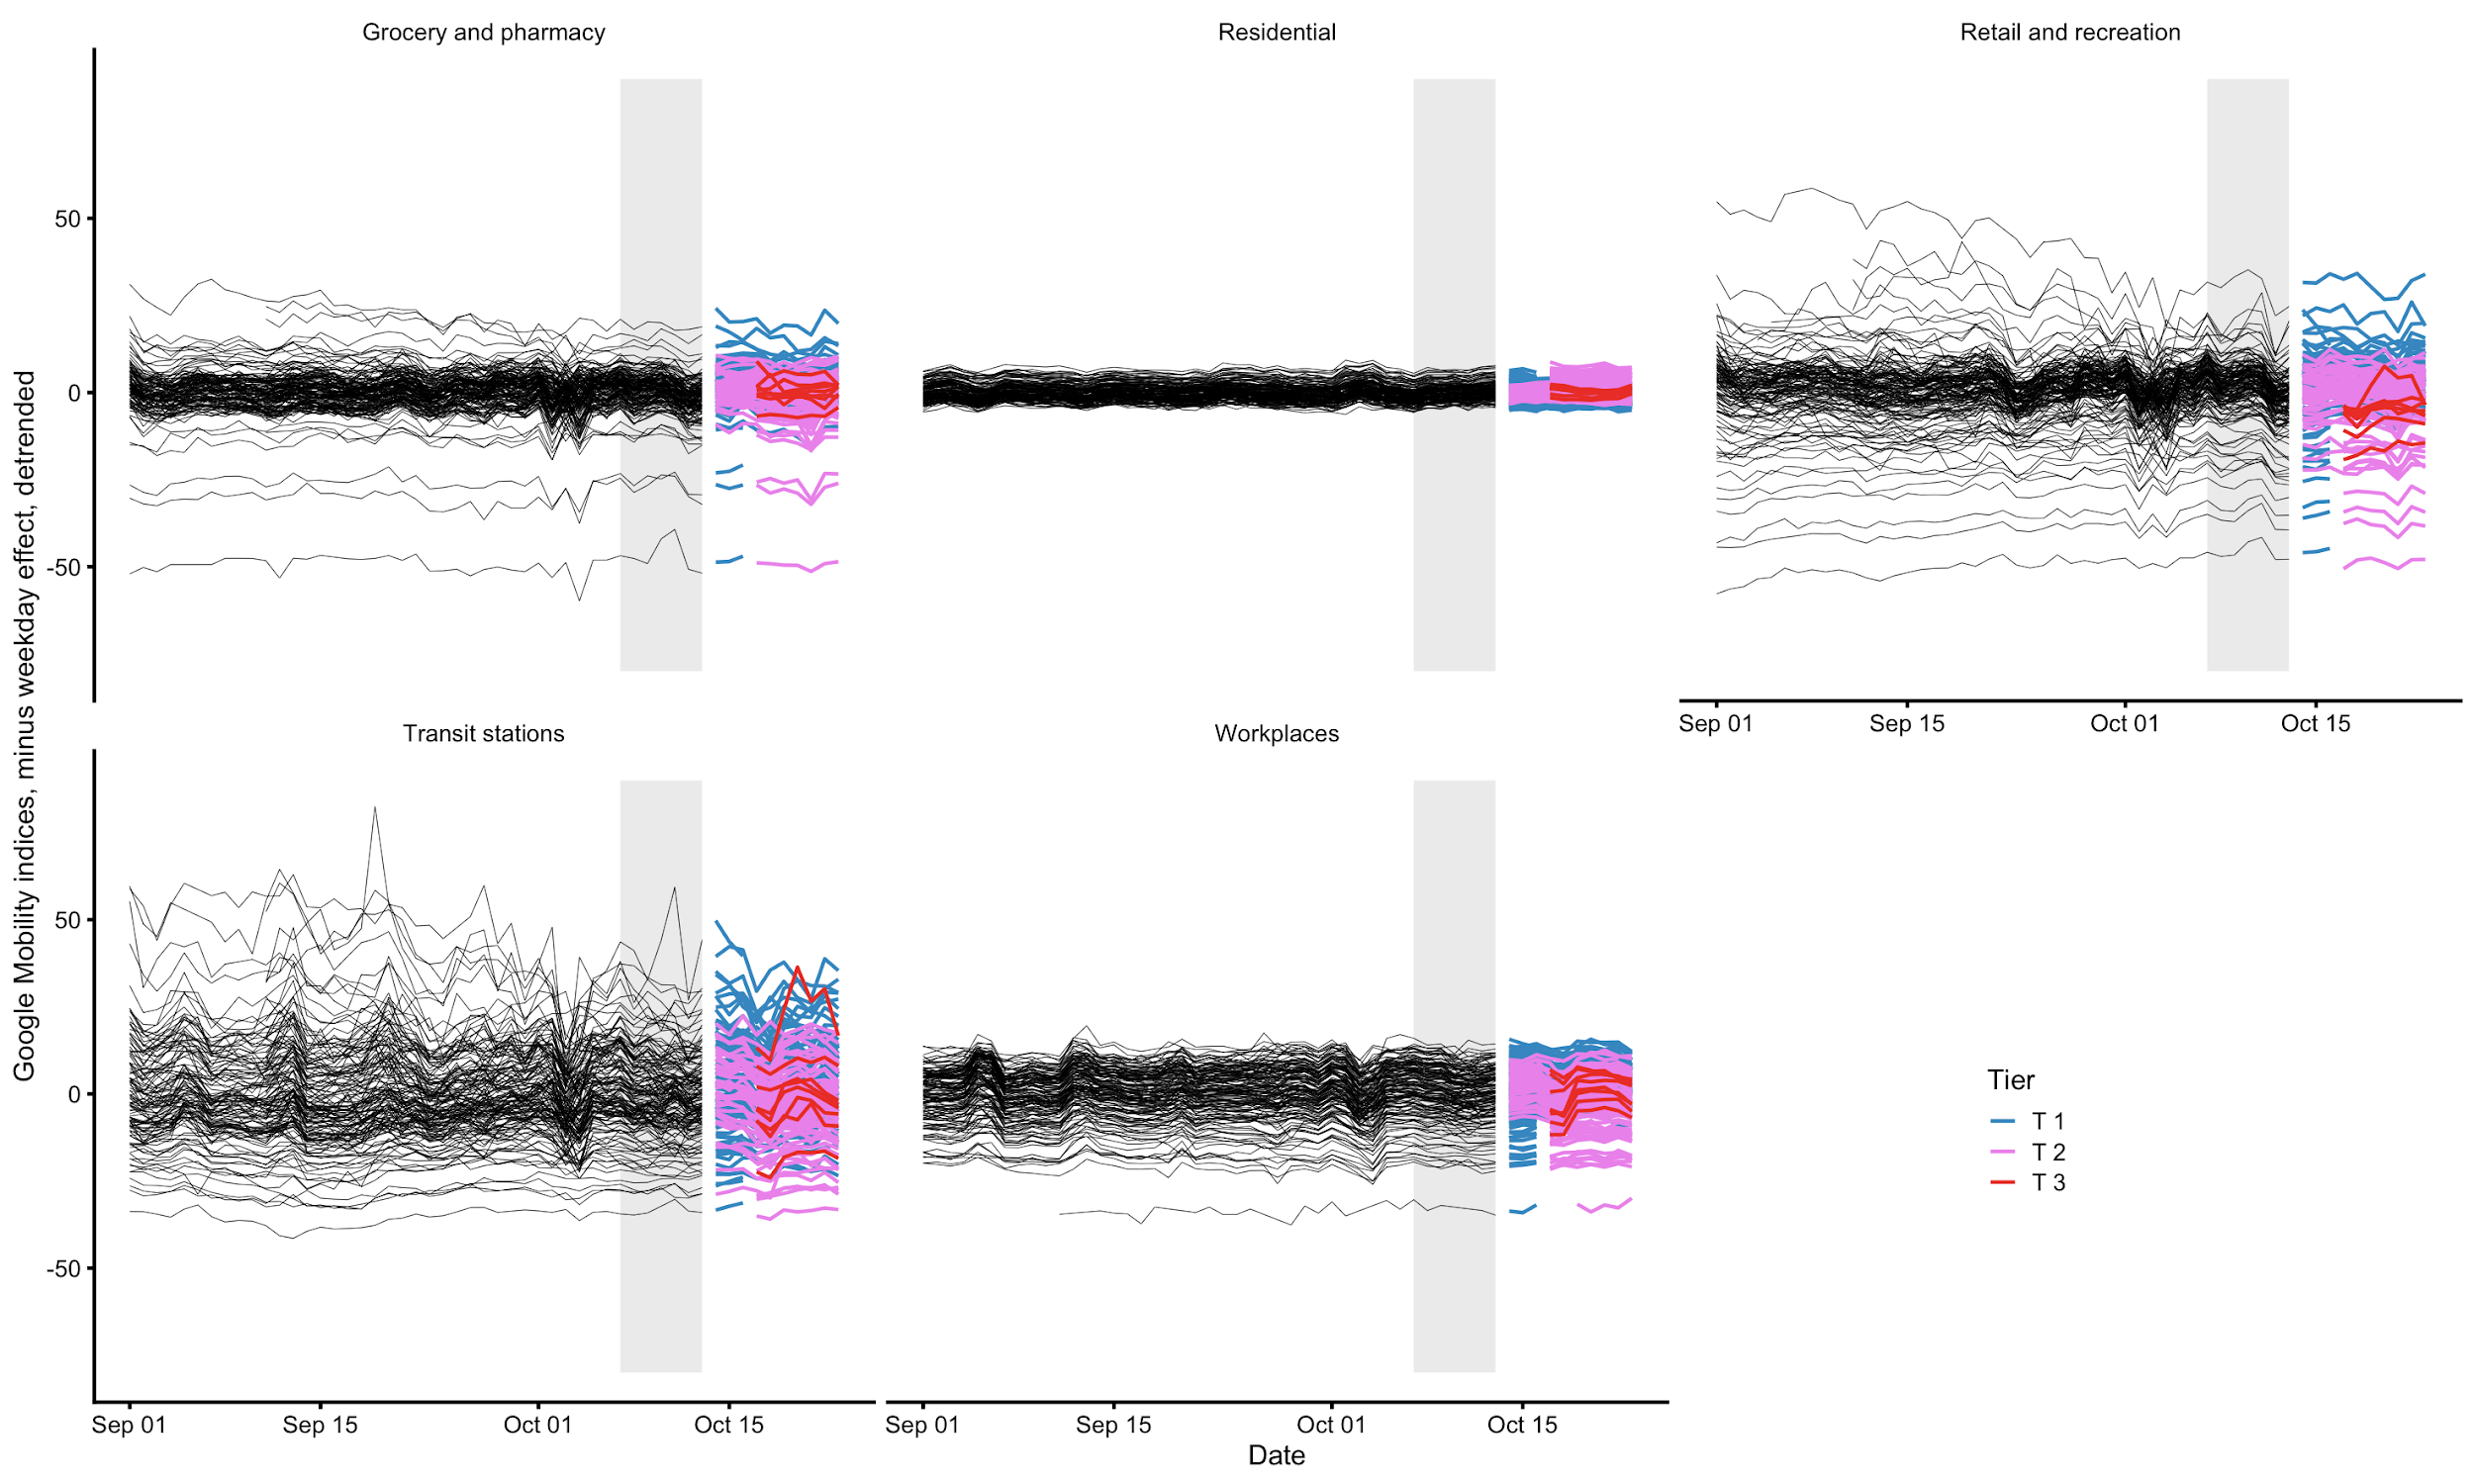 Grocery and pharmacy
Residential
Retail and recreation
50
0
-50
Sep 01
Sep 15
Oct 01
Oct 15
Google Mobility indices, minus weekday effect, detrended
Transit stations
Workplaces
50
0
-50
Sep 01
Sep 15
Oct 01
Oct 15
Sep 01
Sep 15
Oct 01
Oct 15
Date
Tier
T 1
T 2
T 3